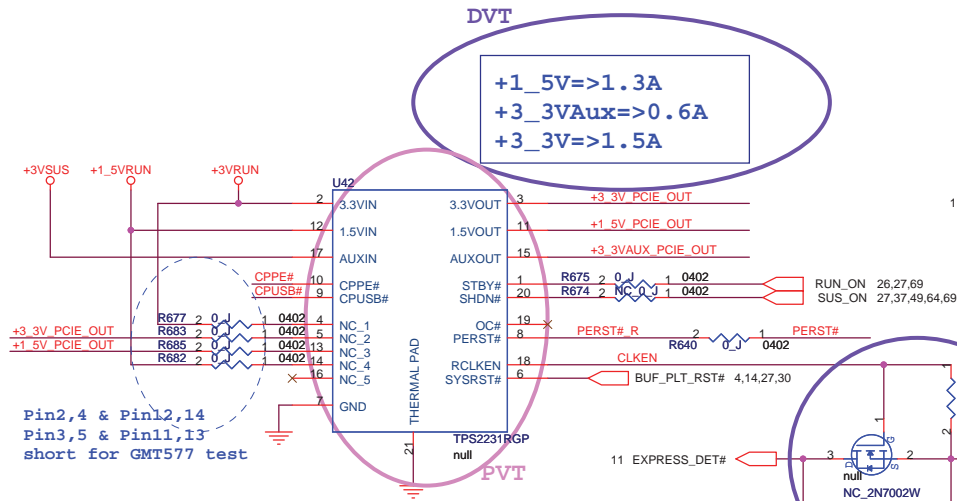 DVT
+1_5V=>1.3A
+3_3VAux=>0.6A
+3_3V=>1.5A
+3VSUS +1_5VRUN +3VRUN
U42
2 3.3VIN 3.3VOUT 3 +3_3V_PCIE_OUT
1
12 1.5VIN 1.5VOUT 11 +1_5V_PCIE_OUT
17 AUXIN AUXOUT 15 +3_3VAUX_PCIE_OUT
CPPE# 10 CPPE# STBY# 1 R675 2 0_J 1 0402 RUN_ON 26,27,69
CPUSB# 9 CPUSB# SHDN# 20 R674 2 NC_0_J 1 0402 SUS_ON 27,37,49,64,69
R677 2 0_J 1 0402 4 NC_1 OC# 19
+3_3V_PCIE_OUT R683 2 0_J 1 0402 5 NC_2 PERST# 8 PERST#_R R640 2 0_J 1 0402 PERST#
+1_5V_PCIE_OUT R685 2 0_J 1 0402 13 NC_3
R682 2 0_J 1 0402 14 NC_4 RCLKEN 18 CLKEN
16 NC_5 SYSRST# 6 BUF_PLT_RST# 4,14,27,30
7 GND
THERMAL PAD
21
TPS2231RGP
null
PVT
Pin2,4 & Pin12,14
Pin3,5 & Pin11,13
short for GMT577 test
1
2
11 EXPRESS_DET# 3 D G 1 S 2
null
NC_2N7002W